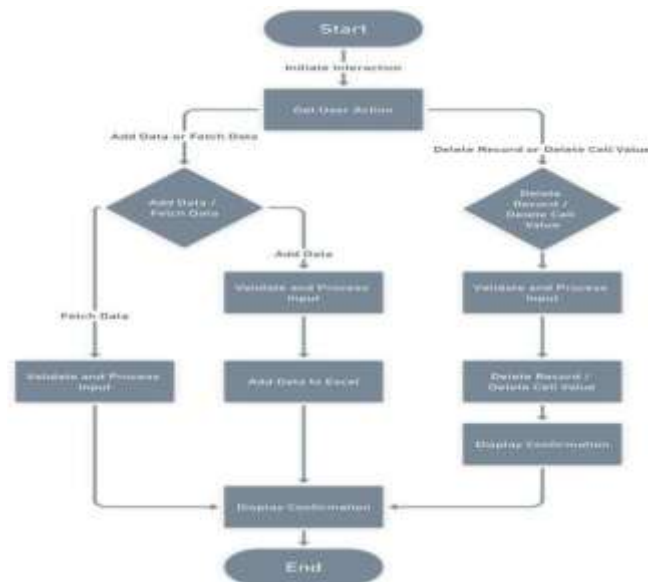 Start
Initiate Interaction
Get User Action
Add Data or Fetch Data
Delete Record or Delete Cell Value
Add Data /
Fetch Data
Delete
Record /
Delete Cell
Value
Add Data
Validate and Process
Input
Validate and Process
Input
Fetch Data
Validate and Process
Input
Add Data to Excel
Delete Record /
Delete Cell Value
Display Confirmation
Display Confirmation
End